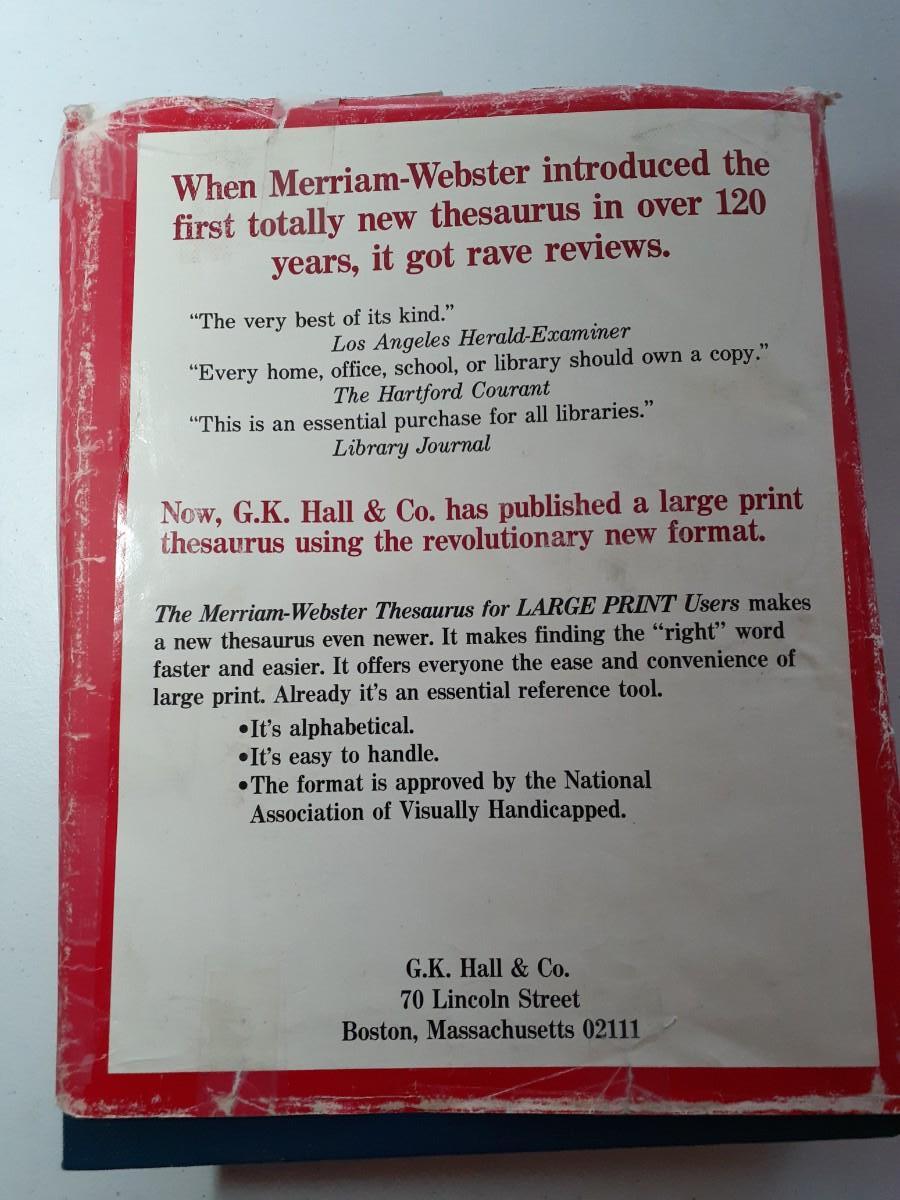 When Merriam-Webster introduced the
first totally new thesaurus in over 120
years, it got rave reviews.
“The very best of its kind.”
Los Angeles Herald-Examiner
“Every home, office, school, or library should own a copy.”
The Hartford Courant
“This is an essential purchase for all libraries.”
Library Journal
Now, G.K. Hall & Co. has published a large print
thesaurus using the revolutionary new format.
The Merriam-Webster Thesaurus for LARGE PRINT Users makes
a new thesaurus even newer. It makes finding the “right” word
faster and easier. It offers everyone the ease and convenience of
large print. Already it’s an essential reference tool.
•It’s alphabetical.
•It’s easy to handle.
•The format is approved by the National
Association of Visually Handicapped.
G.K. Hall & Co.
70 Lincoln Street
Boston, Massachusetts 02111